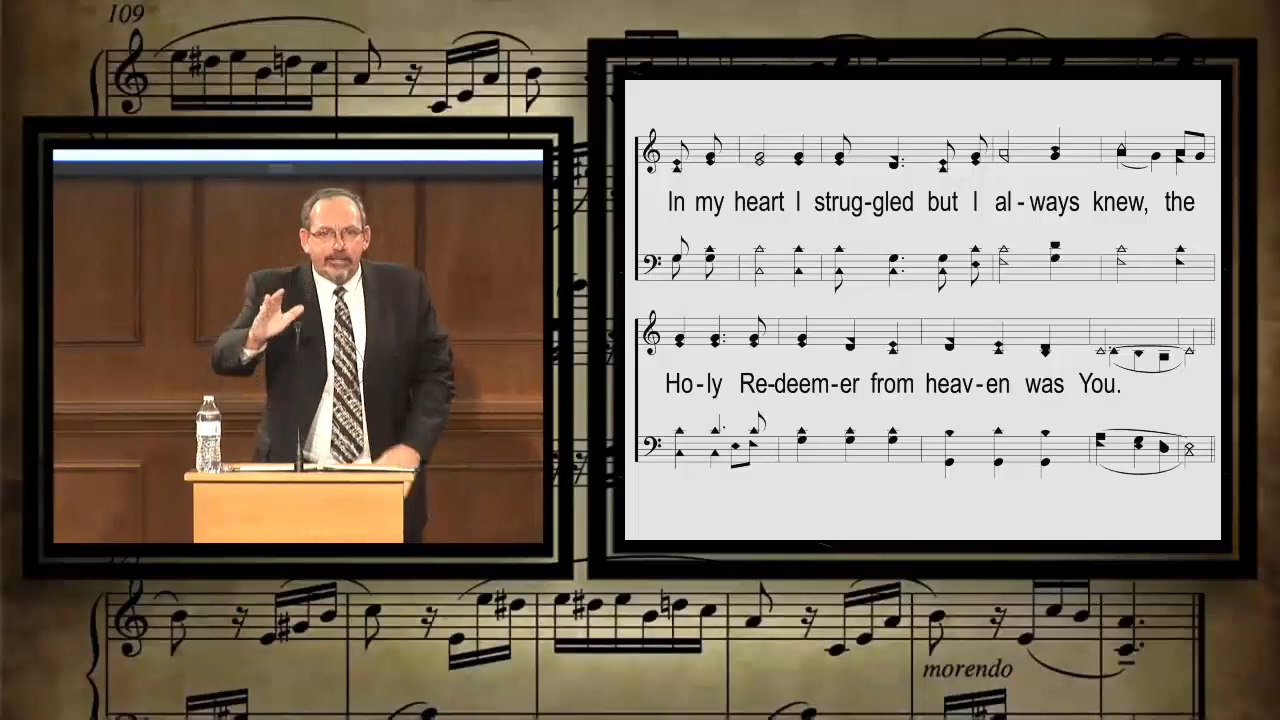 109
In my heart I strug-gled but I al-ways knew, the
Ho-ly Re-deem-er from heav-en was You.
morendo